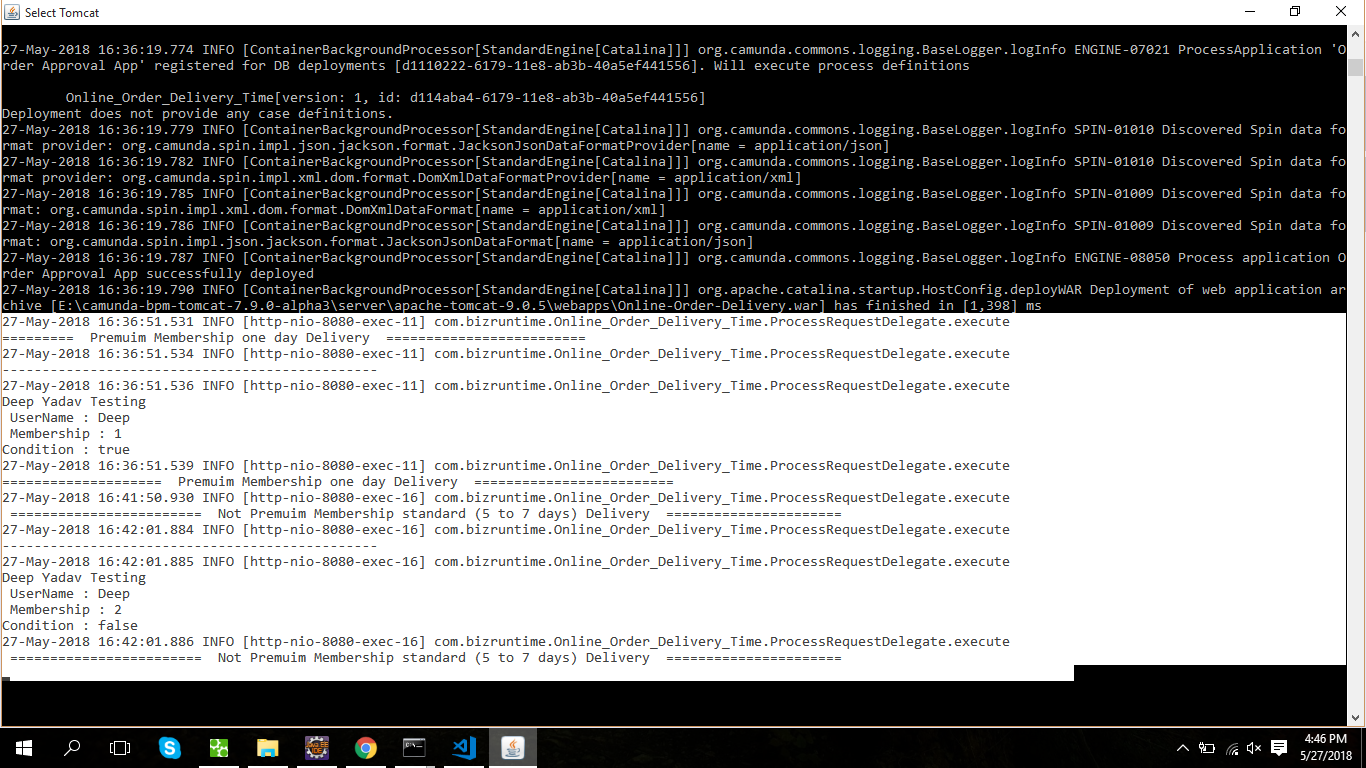 Select Tomcat
27-May-2018 16:36:19.774 INFO [ContainerBackgroundProcessor[StandardEngine[Catalina]]] org.camunda.commons.logging.BaseLogger.logInfo ENGINE-07021 ProcessApplication 'O
rder Approval App' registered for DB deployments [d1110222-6179-11e8-ab3b-40a5ef441556]. Will execute process definitions
Online_Order_Delivery_Time[version: 1, id: d114aba4-6179-11e8-ab3b-40a5ef441556]
Deployment does not provide any case definitions.
27-May-2018 16:36:19.779 INFO [ContainerBackgroundProcessor[StandardEngine[Catalina]]] org.camunda.commons.logging.BaseLogger.logInfo SPIN-01010 Discovered Spin data fo
rmat provider: org.camunda.spin.impl.json.jackson.format.JacksonJsonDataFormatProvider[name = application/json]
27-May-2018 16:36:19.782 INFO [ContainerBackgroundProcessor[StandardEngine[Catalina]]] org.camunda.commons.logging.BaseLogger.logInfo SPIN-01010 Discovered Spin data fo
rmat provider: org.camunda.spin.impl.xml.dom.format.DomXmlDataFormatProvider[name = application/xml]
27-May-2018 16:36:19.785 INFO [ContainerBackgroundProcessor[StandardEngine[Catalina]]] org.camunda.commons.logging.BaseLogger.logInfo SPIN-01009 Discovered Spin data fo
rmat: org.camunda.spin.impl.xml.dom.format.DomXmlDataFormat[name = application/xml]
27-May-2018 16:36:19.786 INFO [ContainerBackgroundProcessor[StandardEngine[Catalina]]] org.camunda.commons.logging.BaseLogger.logInfo SPIN-01009 Discovered Spin data fo
rmat: org.camunda.spin.impl.json.jackson.format.JacksonJsonDataFormat[name = application/json]
27-May-2018 16:36:19.787 INFO [ContainerBackgroundProcessor[StandardEngine[Catalina]]] org.camunda.commons.logging.BaseLogger.logInfo ENGINE-08050 Process application O
rder Approval App successfully deployed
27-May-2018 16:36:19.790 INFO [ContainerBackgroundProcessor[StandardEngine[Catalina]]] org.apache.catalina.startup.HostConfig.deployWAR Deployment of web application ar
chive [E:\camunda-bpm-tomcat-7.9.0-alpha3\server\apache-tomcat-9.0.5\webapps\Online-Order-Delivery.war] has finished in [1,398] ms
27-May-2018 16:36:51.531 INFO [http-nio-8080-exec-11] com.bizruntime.Online_Order_Delivery_Time.ProcessRequestDelegate.execute
========= Premuim Membership one day Delivery =========================
27-May-2018 16:36:51.534 INFO [http-nio-8080-exec-11] com.bizruntime.Online_Order_Delivery_Time.ProcessRequestDelegate.execute
-----------------------------------------------
27-May-2018 16:36:51.536 INFO [http-nio-8080-exec-11] com.bizruntime.Online_Order_Delivery_Time.ProcessRequestDelegate.execute
Deep Yadav Testing
UserName : Deep
Membership : 1
Condition : true
27-May-2018 16:36:51.539 INFO [http-nio-8080-exec-11] com.bizruntime.Online_Order_Delivery_Time.ProcessRequestDelegate.execute
==================== Premuim Membership one day Delivery =========================
27-May-2018 16:41:50.930 INFO [http-nio-8080-exec-16] com.bizruntime.Online_Order_Delivery_Time.ProcessRequestDelegate.execute
======================== Not Premuim Membership standard (5 to 7 days) Delivery ======================
27-May-2018 16:42:01.884 INFO [http-nio-8080-exec-16] com.bizruntime.Online_Order_Delivery_Time.ProcessRequestDelegate.execute
-----------------------------------------------
27-May-2018 16:42:01.885 INFO [http-nio-8080-exec-16] com.bizruntime.Online_Order_Delivery_Time.ProcessRequestDelegate.execute
Deep Yadav Testing
UserName : Deep
Membership : 2
Condition : false
27-May-2018 16:42:01.886 INFO [http-nio-8080-exec-16] com.bizruntime.Online_Order_Delivery_Time.ProcessRequestDelegate.execute
======================== Not Premuim Membership standard (5 to 7 days) Delivery ======================
4:46 PM
5/27/2018